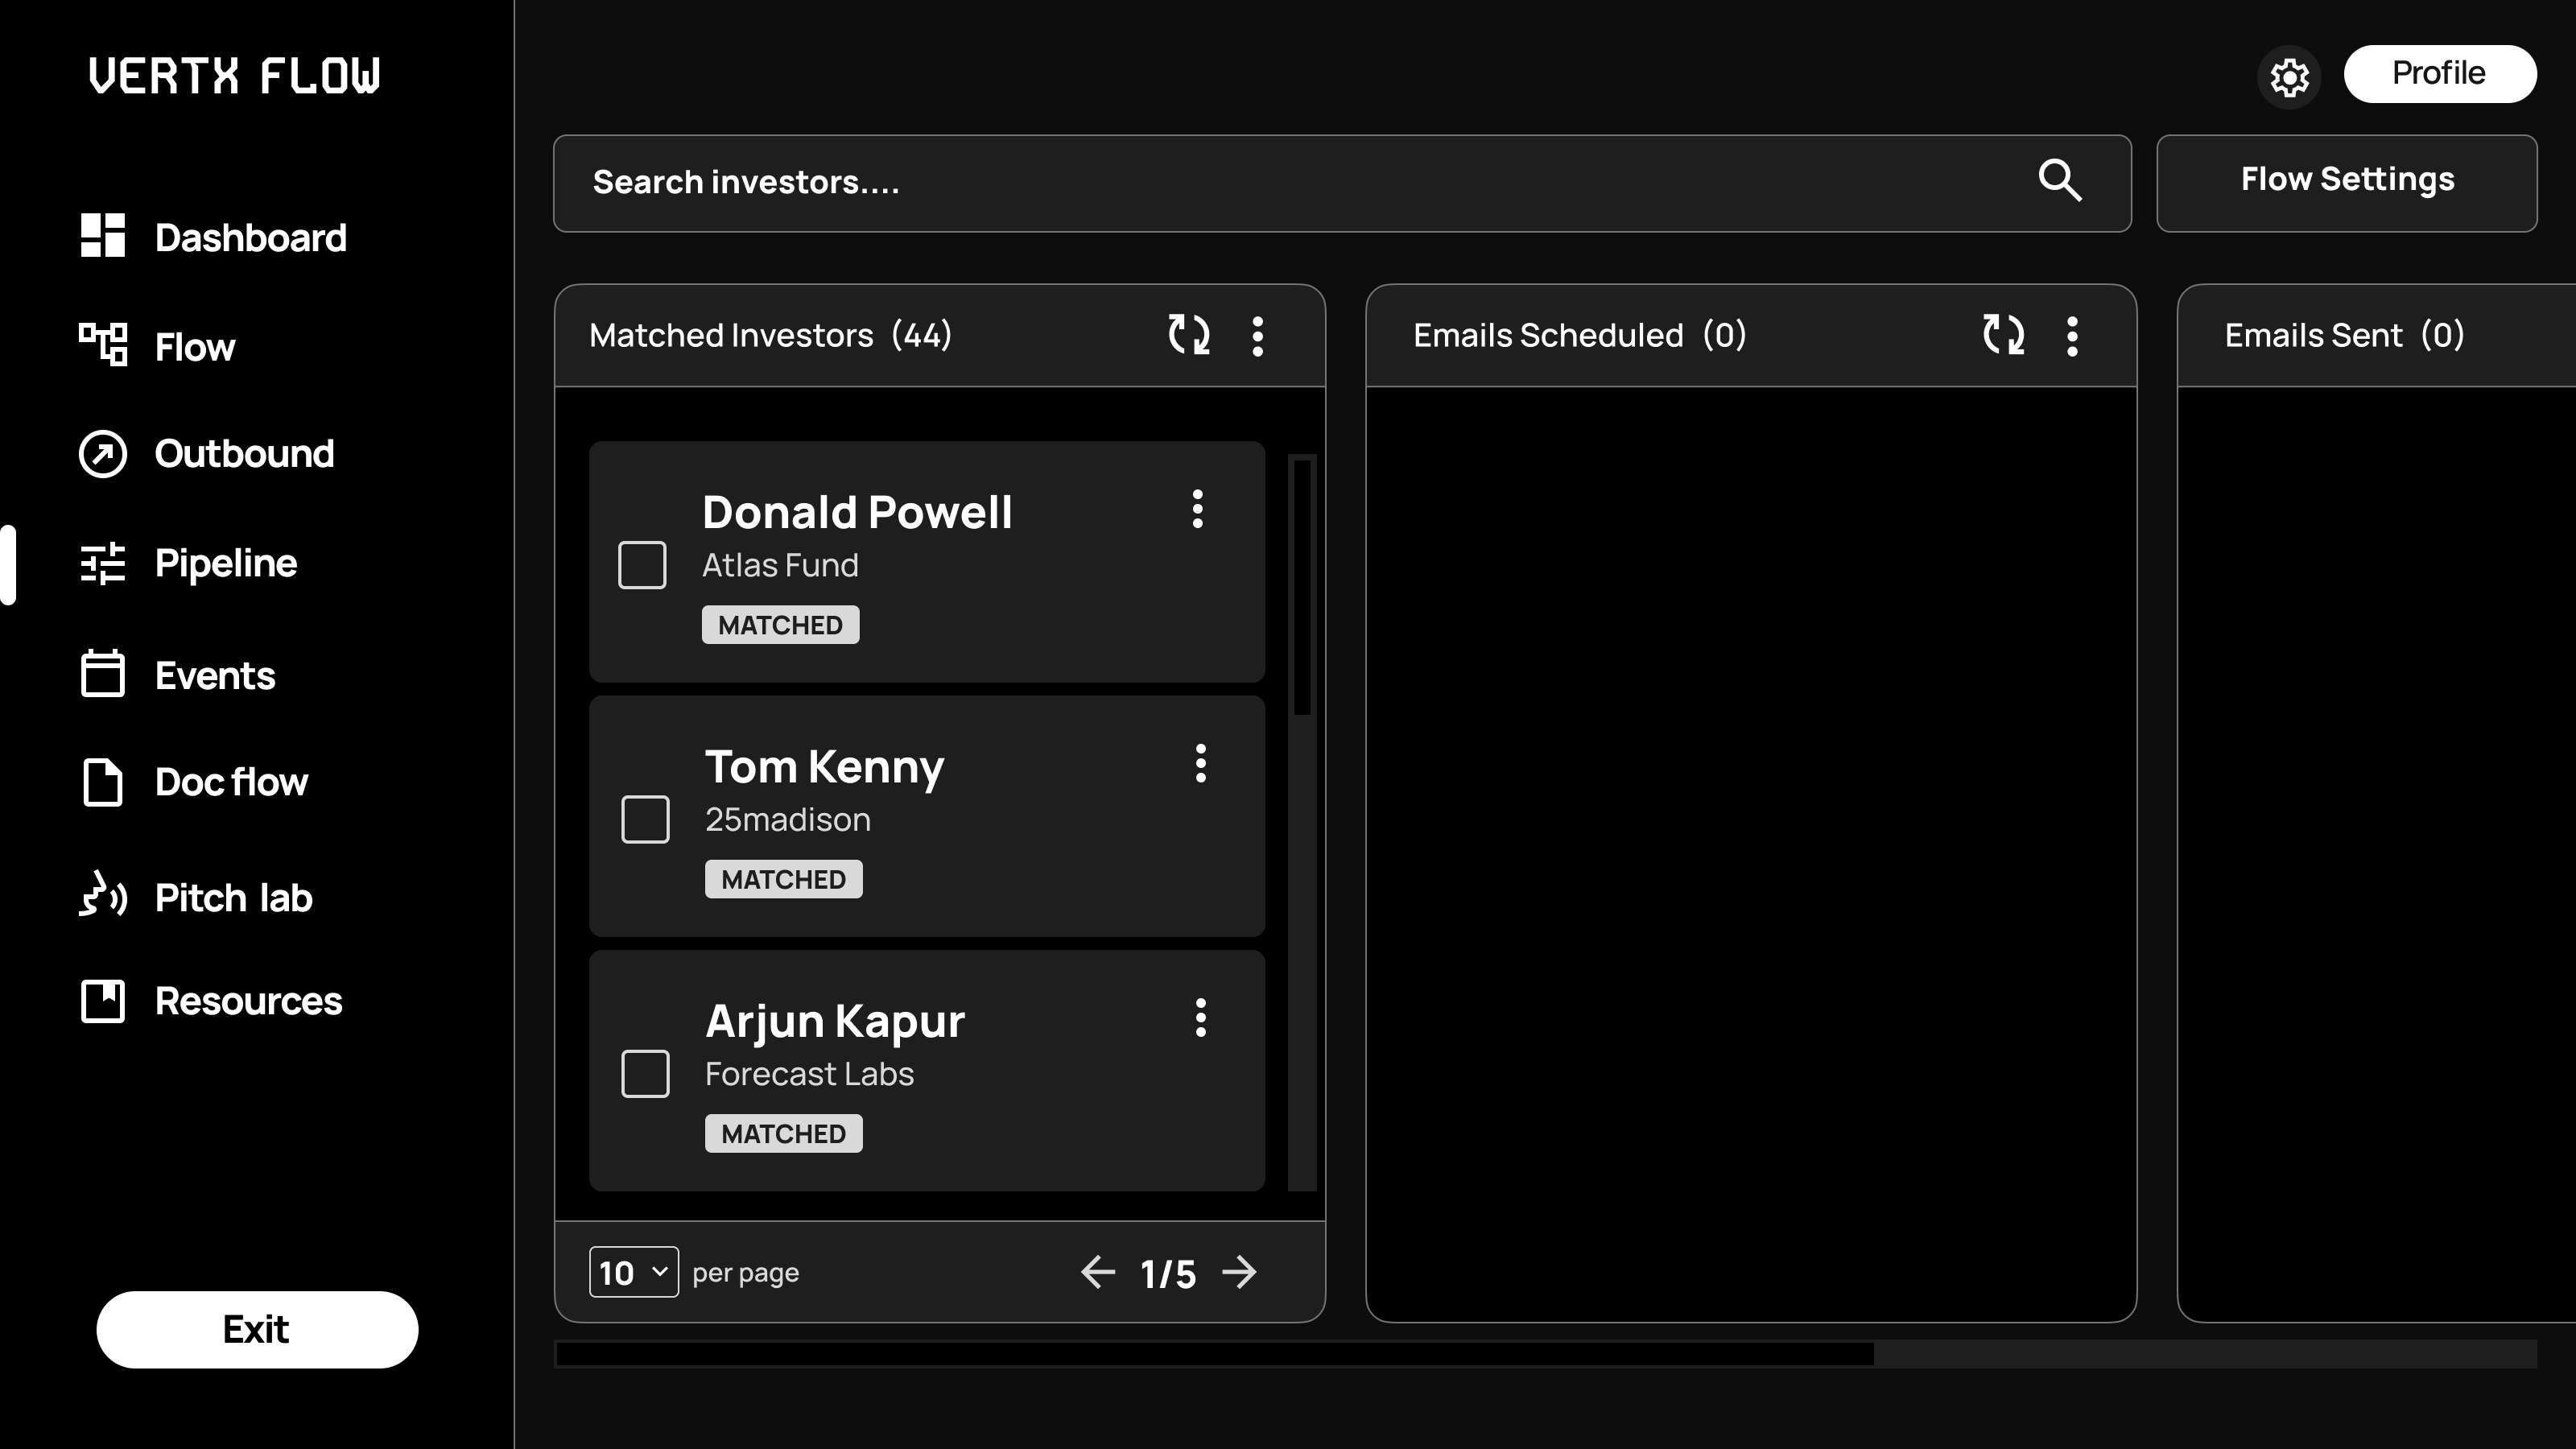 VERTX FLOW
Dashboard
Flow
Outbound
Pipeline
Events
Doc flow
Pitch lab
Resources
Exit
Profile
Search investors....
Flow Settings
Matched Investors (44)
Donald Powell
Atlas Fund
MATCHED
Tom Kenny
25madison
MATCHED
Arjun Kapur
Forecast Labs
MATCHED
10 per page 1/5
Emails Scheduled (0)
Emails Sent (0)